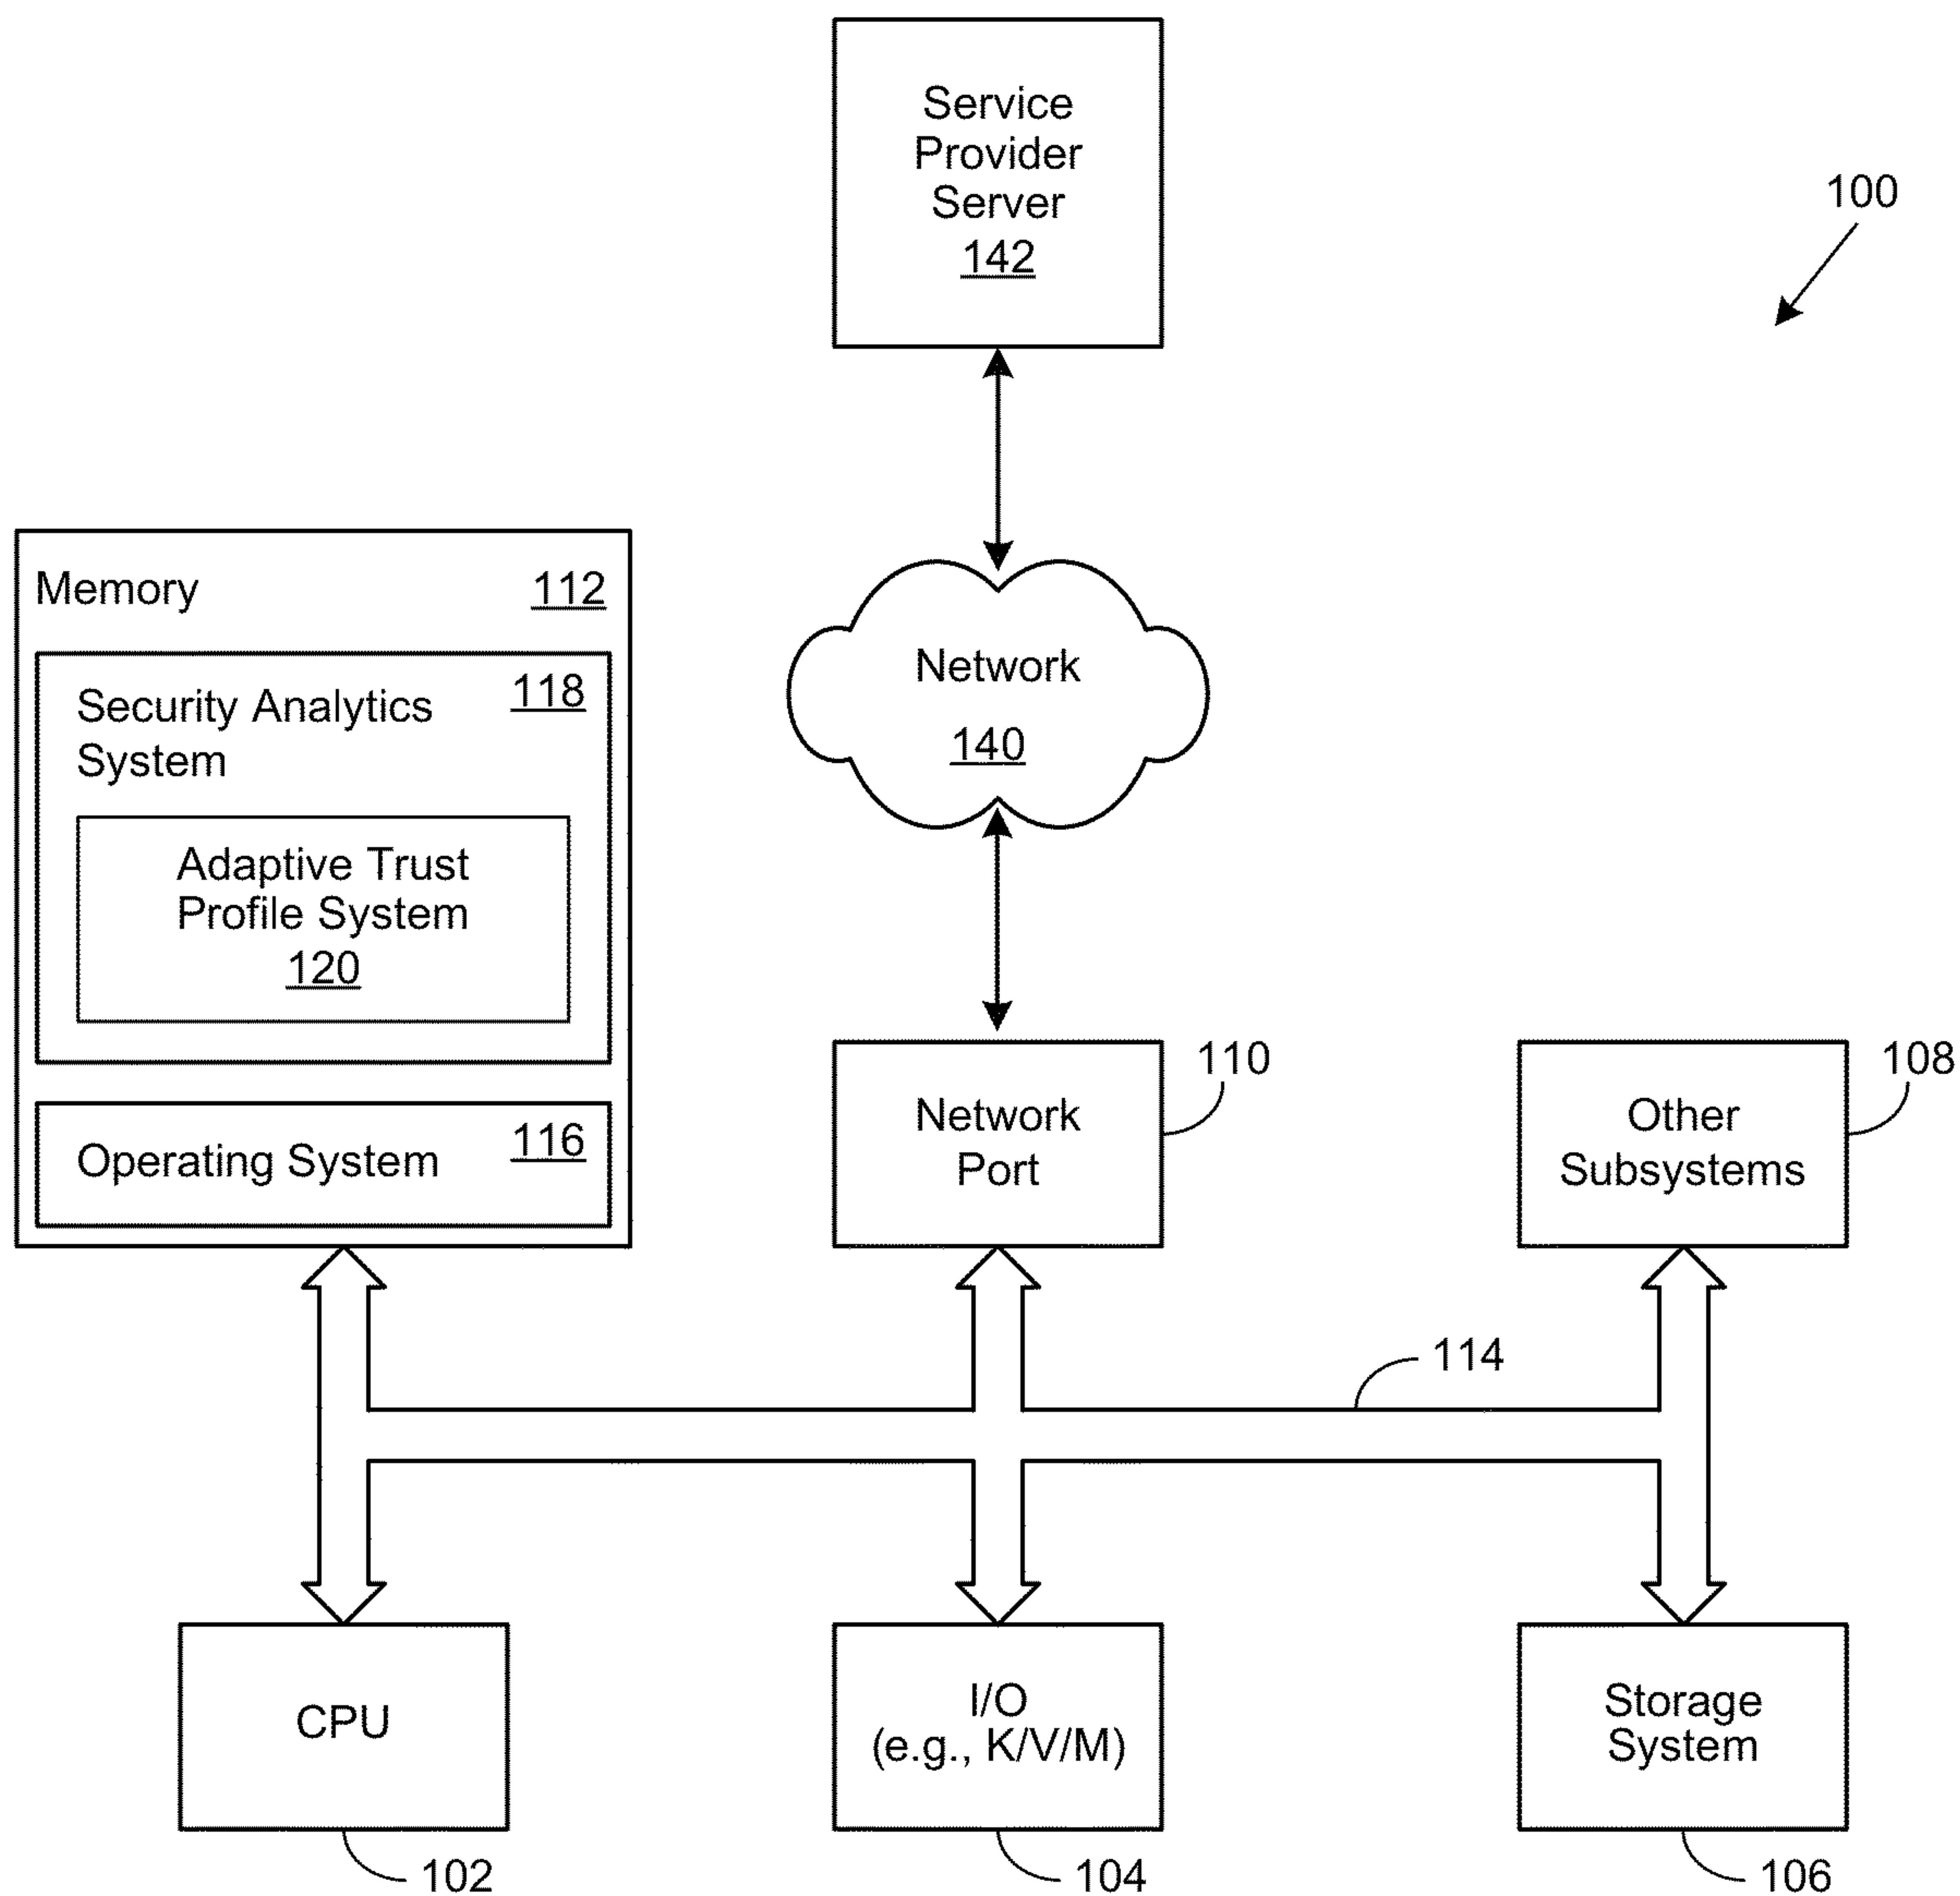 Service
Provider
Server
142
100
Memory 112
Security Analytics 118
System
Adaptive Trust
Profile System
120
Operating System 116
Network
140
Network
Port
110
Other
Subsystems
108
114
CPU
102
I/O
(e.g., K/V/M)
104
Storage
System
106